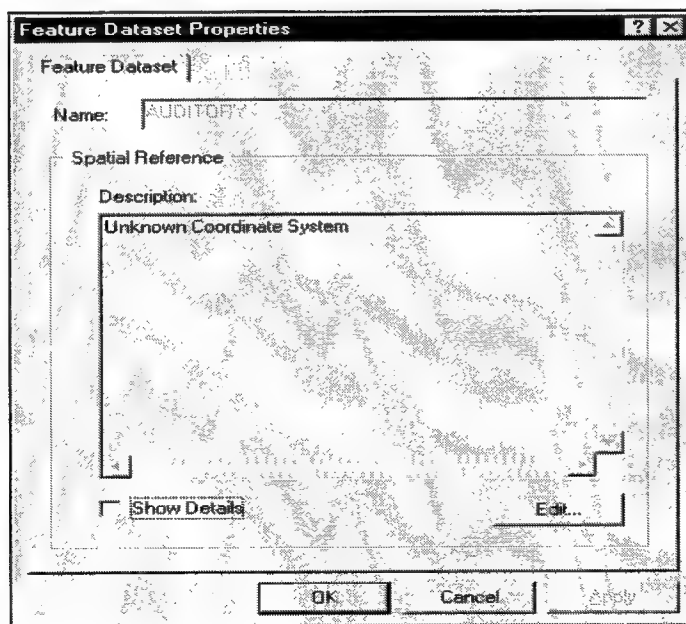 Feature Dataset Properties
Feature Dataset
Name: AUDITORY
Spatial Reference
Description:
Unknown Coordinate System
Show Details
Edit...
OK Cancel Apply